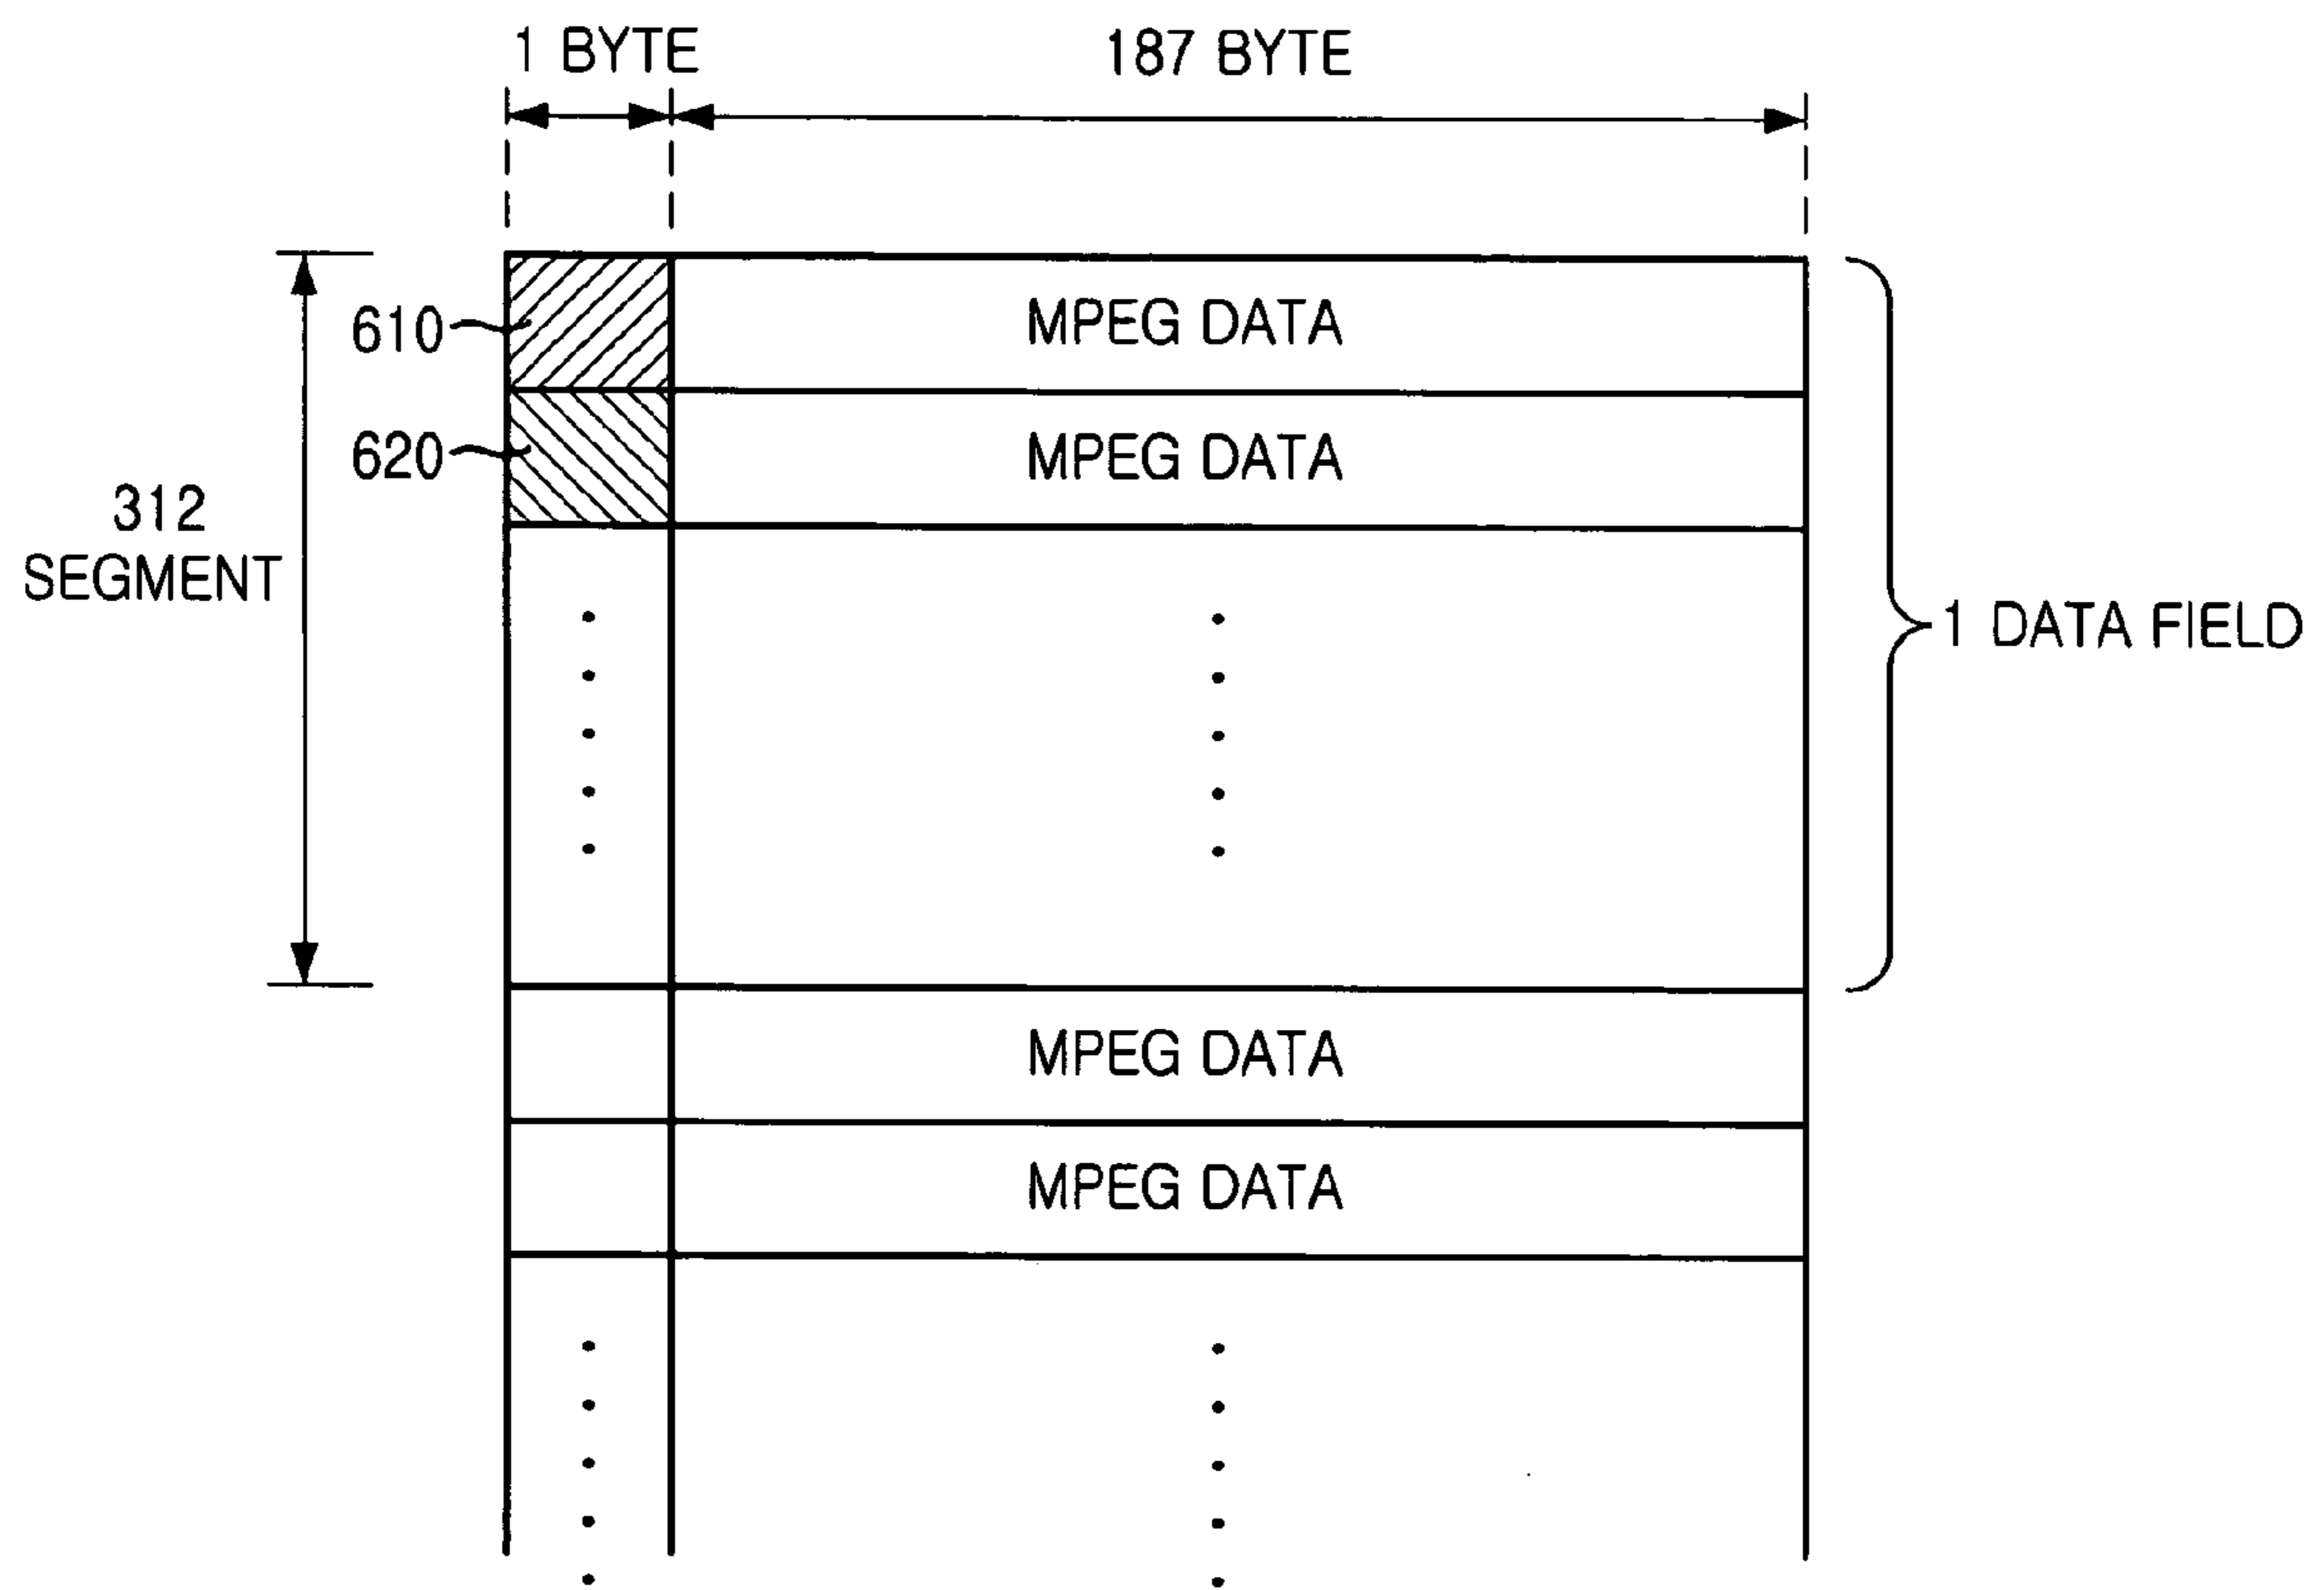 1 BYTE
187 BYTE
610
MPEG DATA
620
MPEG DATA
312
SEGMENT
1 DATA FIELD
MPEG DATA
MPEG DATA